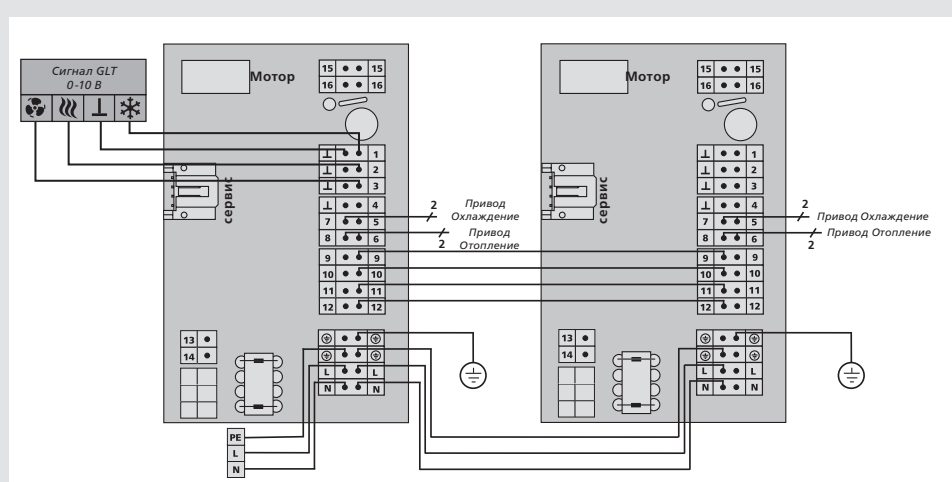 Сигнал GLT
0-10 В
Мотор
15 15
16 16
⊥ 1
⊥ 2
⊥ 3
сервис
⊥ 4
7 5
8 6
2 Привод
Охлаждение
Привод
2 Отопление
9 9
10 10
11 11
12 12
13
14
L L
N N
PE
L
N
Мотор
15 15
16 16
⊥ 1
⊥ 2
⊥ 3
сервис
⊥ 4
7 5
8 6
2 Привод Охлаждение
2 Привод Отопление
9 9
10 10
11 11
12 12
13
14
L L
N N